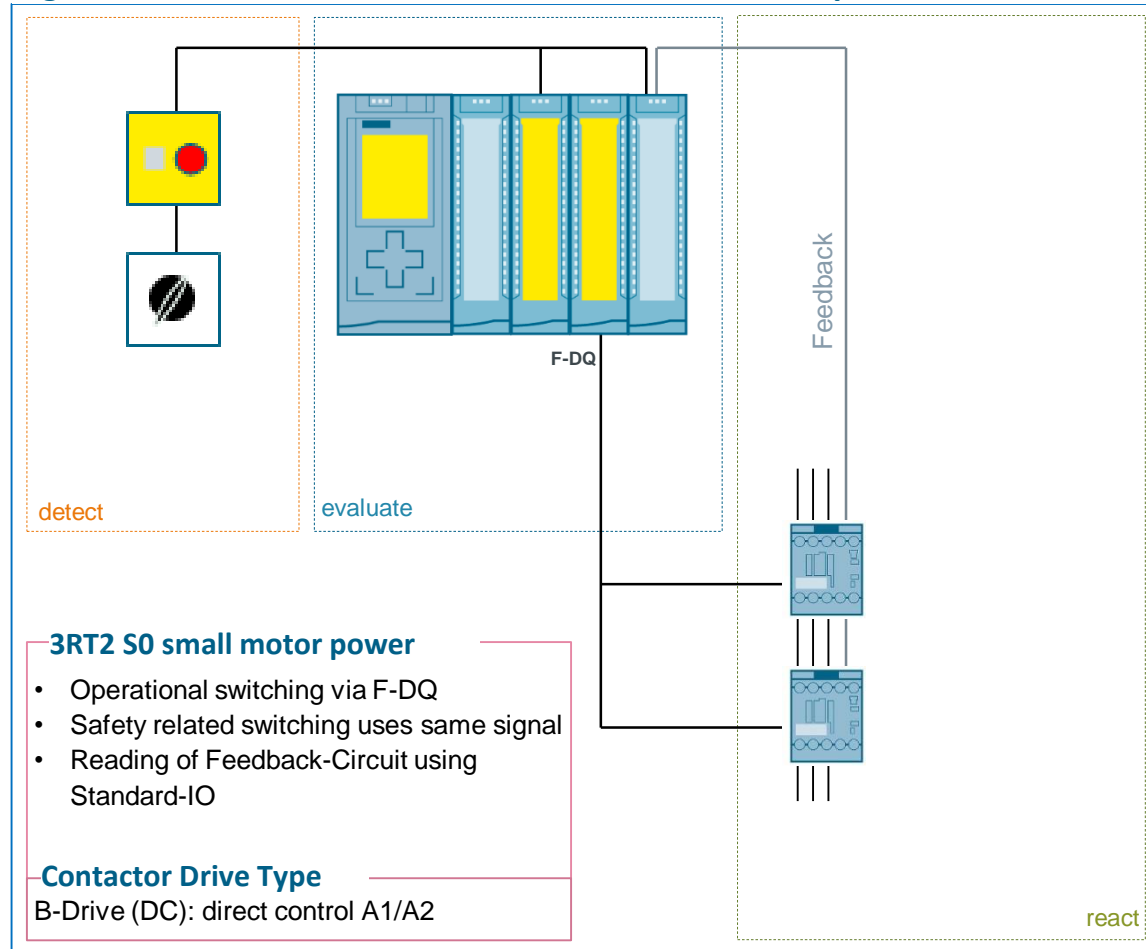 Feedback
F-DQ
detect
evaluate
3RT2 S0 small motor power
• Operational switching via F-DQ
• Safety related switching uses same signal
• Reading of Feedback-Circuit using
Standard-IO
Contactor Drive Type
B-Drive (DC): direct control A1/A2
react